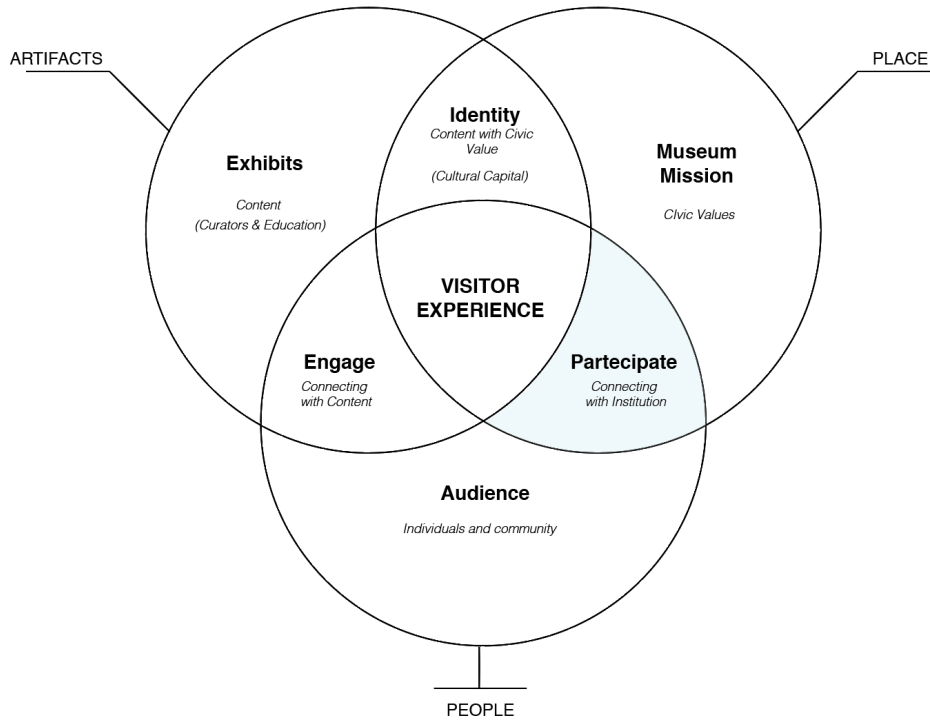 ARTIFACTS
PLACE
Identity
Content with Civic
Value
(Cultural Capital)
Exhibits
Content
(Curators & Education)
Museum
Mission
CIvic Values
VISITOR
EXPERIENCE
Engage
Connecting
with Content
Partecipate
Connecting
with Institution
Audience
Individuals and community
PEOPLE